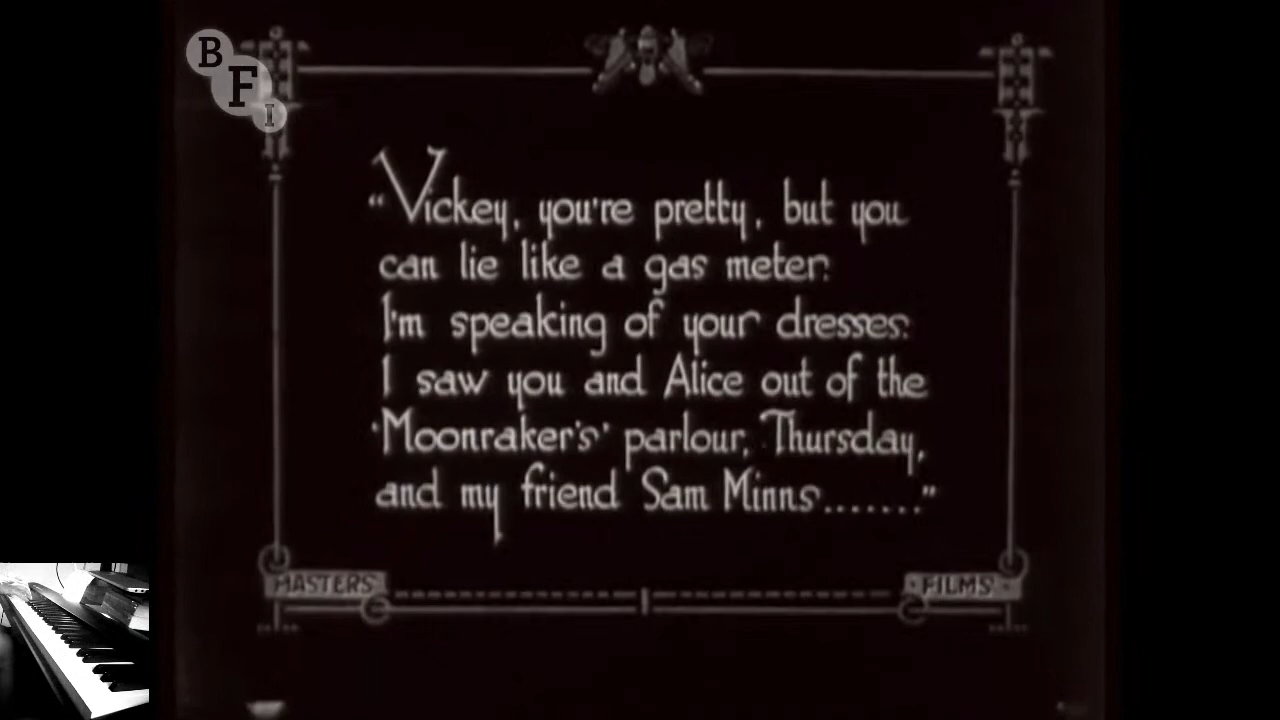 BFI
“Vickey, you're pretty, but you
can lie like a gas meter.
I'm speaking of your dresses.
I saw you and Alice out of the
'Moonraker's' parlour, Thursday,
and my friend Sam Minns.......”
MASTERS
FILMS